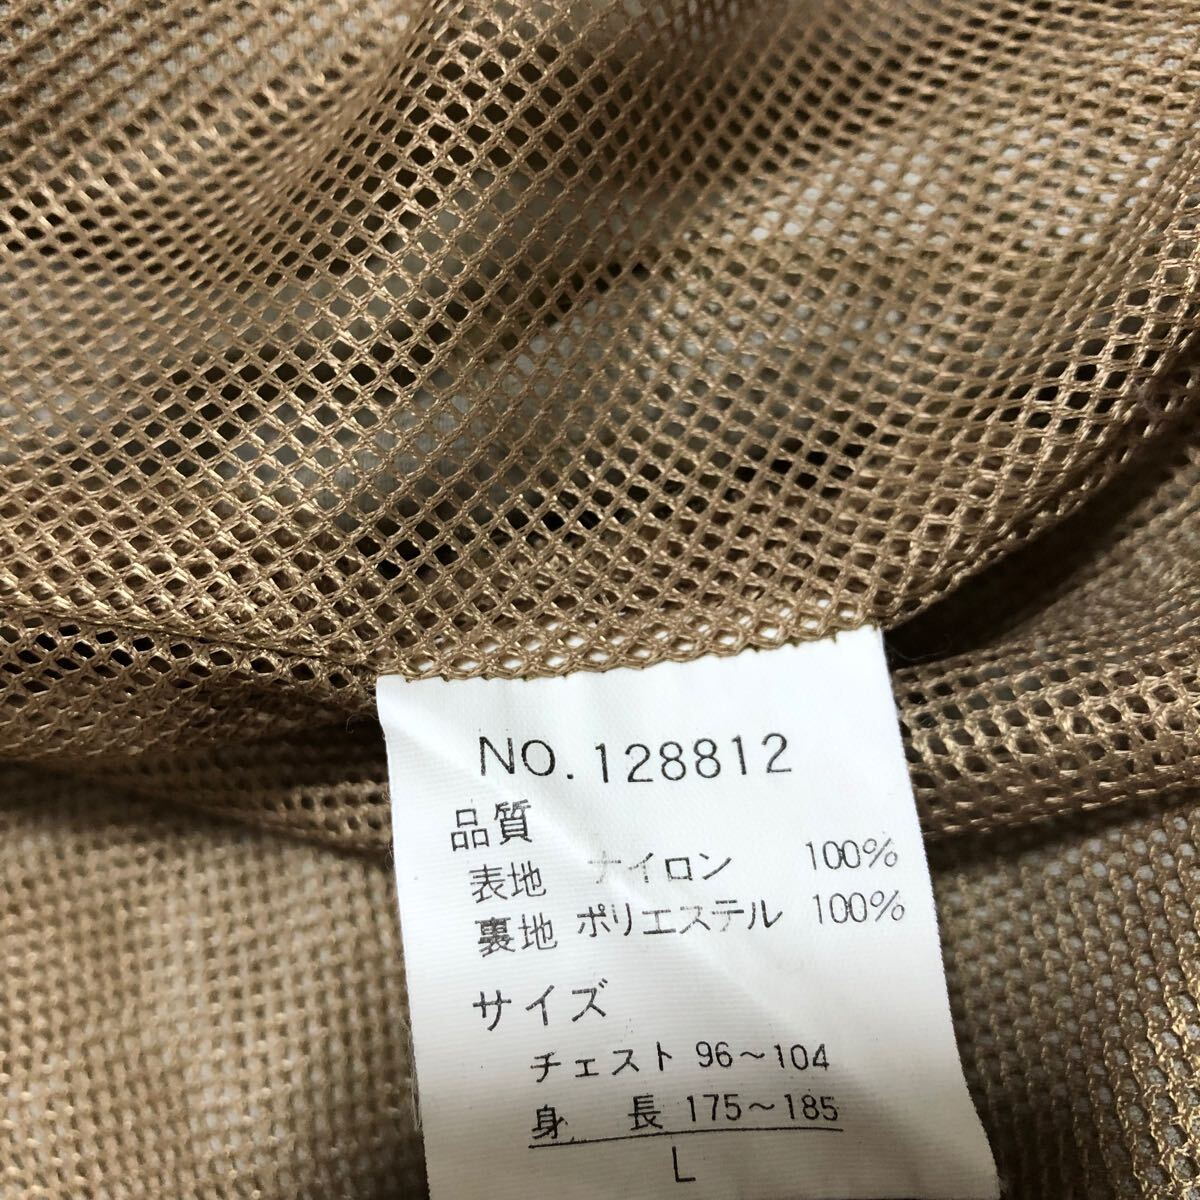 NO. 128812
品質
表地 ナイロン 100%
裏地 ポリエステル 100%
サイズ
チェスト 96～104
身 長 175～185
L